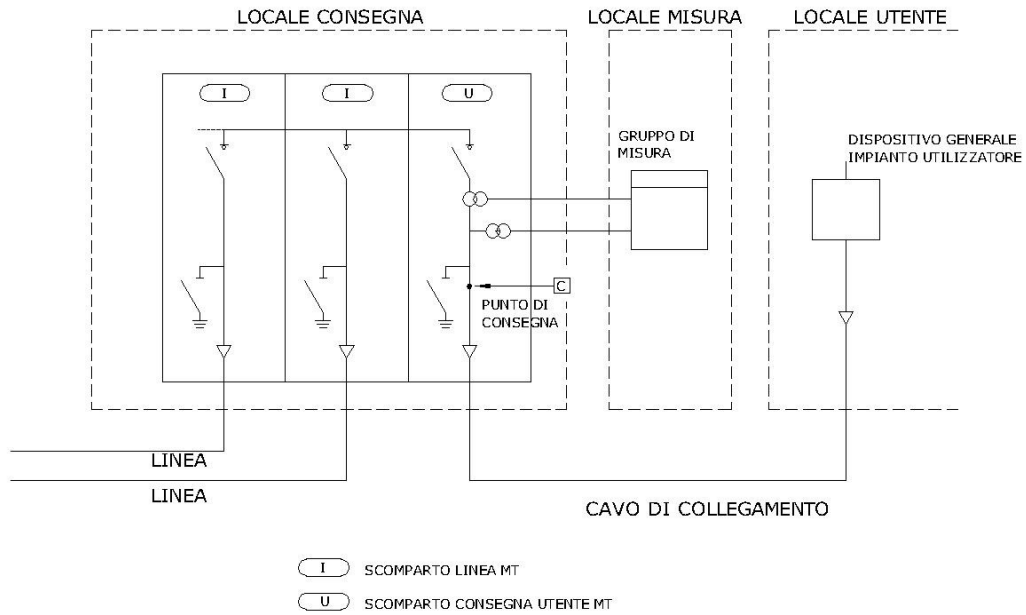 LOCALE CONSEGNA
LOCALE MISURA
LOCALE UTENTE
I
I
U
GRUPPO DI
MISURA
DISPOSITIVO GENERALE
IMPIANTO UTILIZZATORE
C
PUNTO DI
CONSEGNA
LINEA
LINEA
CAVO DI COLLEGAMENTO
I SCOMPARTO LINEA MT
U SCOMPARTO CONSEGNA UTENTE MT